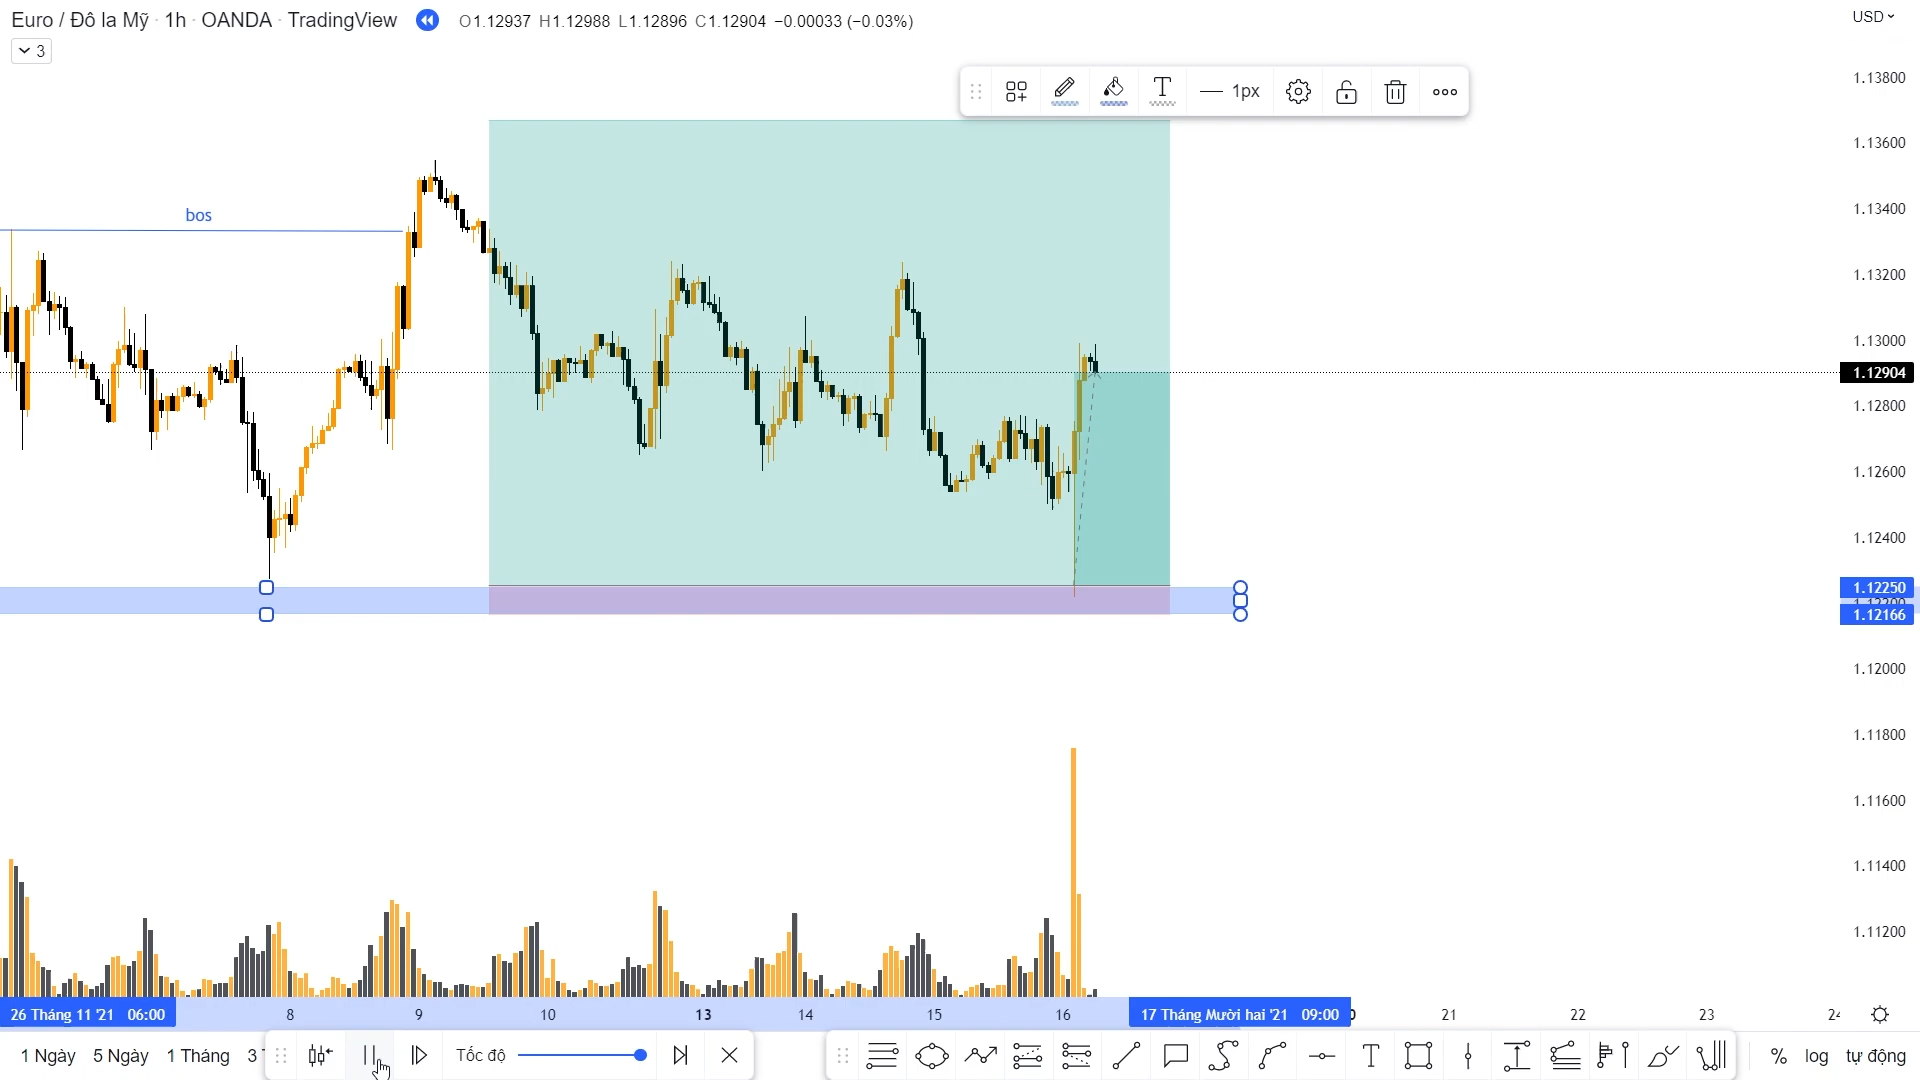 Euro / Đô la Mỹ · 1h · OANDA · TradingView O1.12937 H1.12988 L1.12896 C1.12904 −0.00033 (−0.03%)
USD
3
1px
bos
1.13800
1.13600
1.13400
1.13200
1.13000
1.12904
1.12800
1.12600
1.12400
1.12250
1.12166
1.12000
1.11800
1.11600
1.11400
1.11200
26 Tháng 11 '21 06:00 8 9 10 13 14 15 16 17 Tháng Mười hai '21 09:00 21 22 23
1 Ngày 5 Ngày 1 Tháng 3 Tốc độ % log tự động